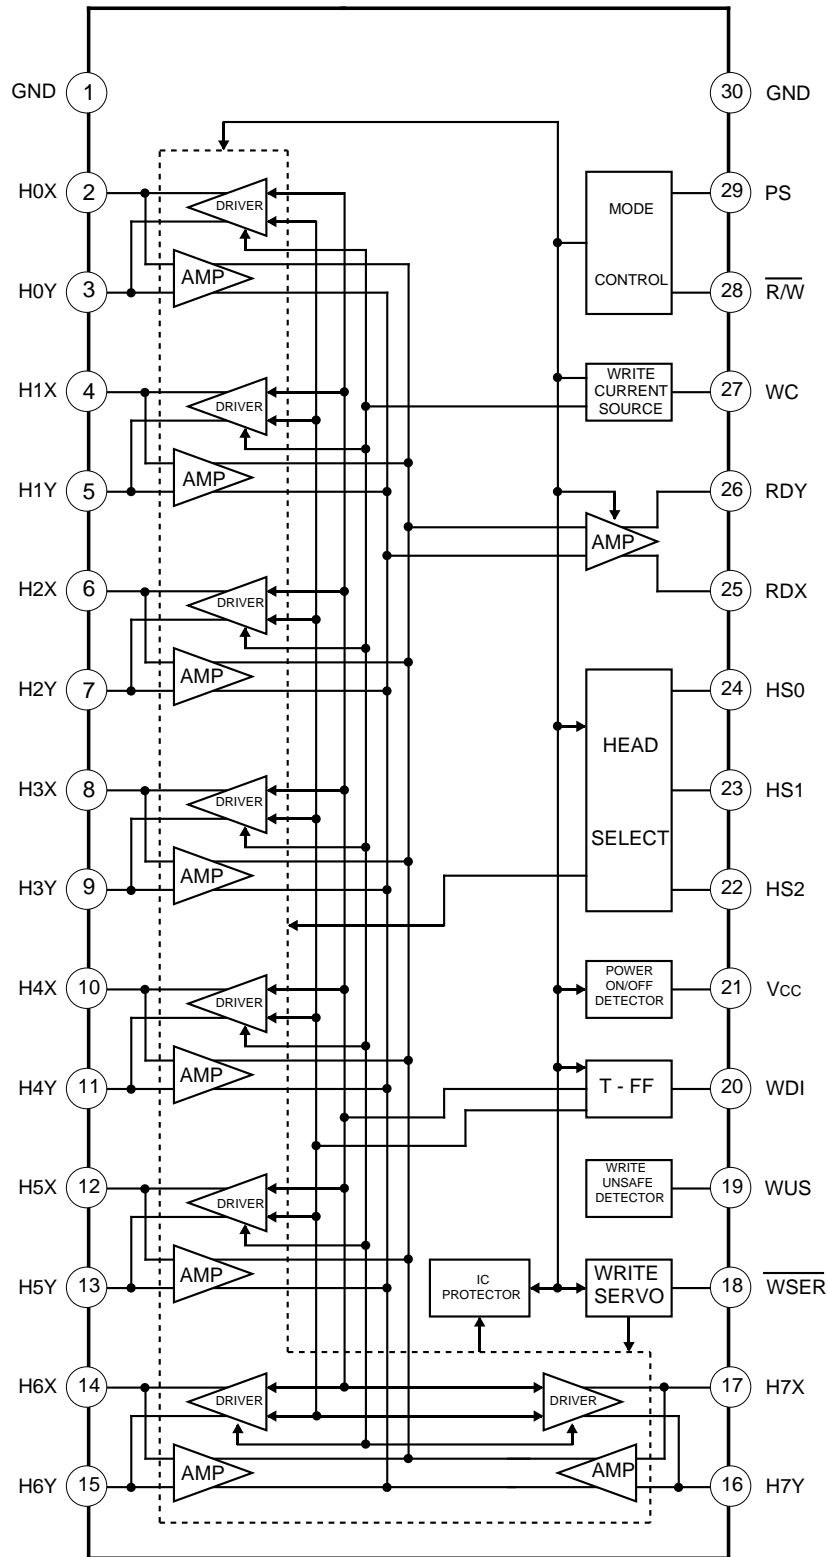 GND 1
30 GND
H0X 2
DRIVER
MODE
CONTROL
29 PS
AMP
H0Y 3
28 R/W
H1X 4
DRIVER
WRITE
CURRENT
SOURCE
27 WC
AMP
H1Y 5
26 RDY
AMP
H2X 6
DRIVER
25 RDX
AMP
H2Y 7
24 HS0
HEAD
SELECT
H3X 8
DRIVER
23 HS1
AMP
H3Y 9
22 HS2
H4X 10
DRIVER
POWER
ON/OFF
DETECTOR
21 VCC
AMP
H4Y 11
T - FF
20 WDI
H5X 12
DRIVER
WRITE
UNSAFE
DETECTOR
19 WUS
AMP
H5Y 13
IC
PROTECTOR
WRITE
SERVO
18 WSER
H6X 14
DRIVER
DRIVER
17 H7X
AMP
AMP
H6Y 15
16 H7Y